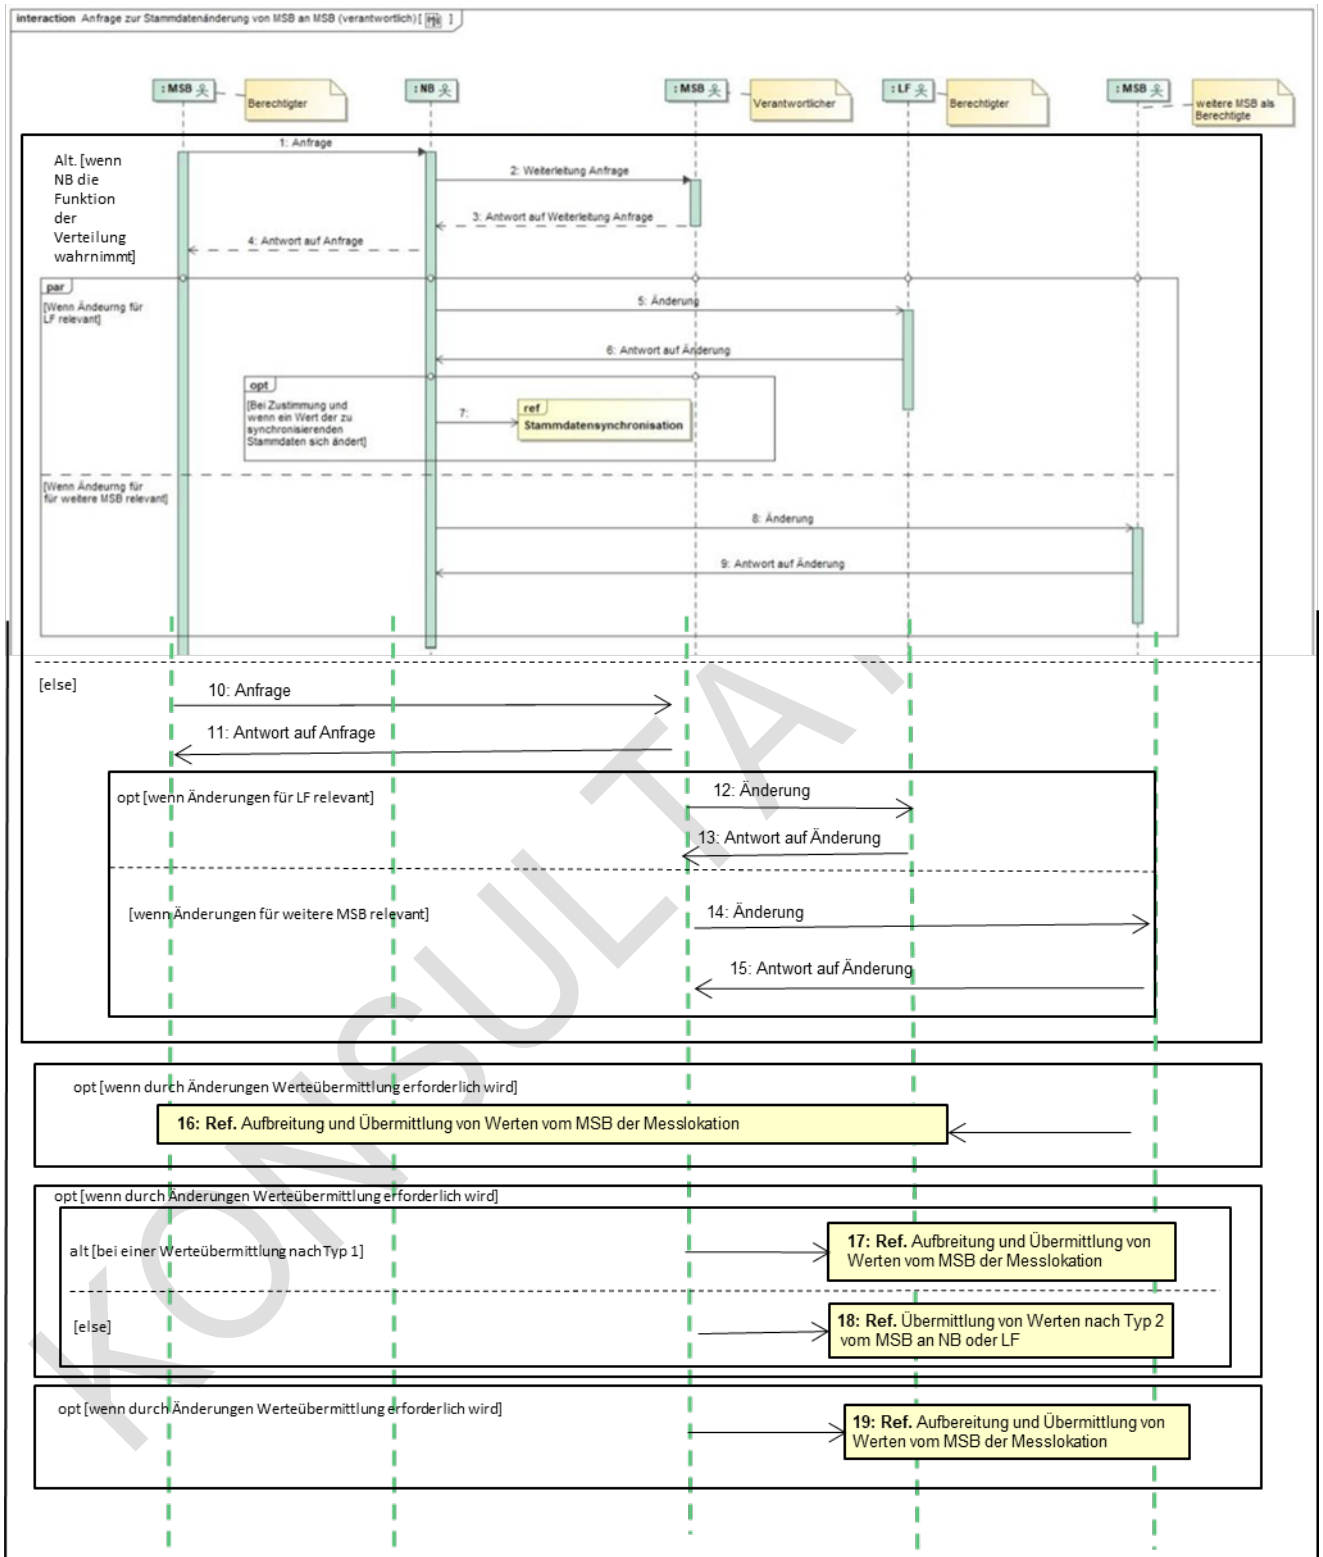 interaction Anfrage zur Stammdatenänderung von MSB an MSB (verantwortlich) [ ]
: MSB
Berechtigter
: NB
: MSB
Verantwortlicher
: LF
Berechtigter
: MSB
weitere MSB als
Berechtigte
Alt. [wenn
NB die
Funktion
der
Verteilung
wahrnimmt]
1: Anfrage
2: Weiterleitung Anfrage
3: Antwort auf Weiterleitung Anfrage
4: Antwort auf Anfrage
par
[Wenn Ändeurng für
LF relevant]
5: Änderung
6: Antwort auf Änderung
opt
[Bei Zustimmung und
wenn ein Wert der zu
synchronisierenden
Stammdaten sich ändert]
7:
ref
Stammdatensynchronisation
[Wenn Ändeurng für
für weitere MSB relevant]
8: Änderung
9: Antwort auf Änderung
[else]
10: Anfrage
11: Antwort auf Anfrage
opt [wenn Änderungen für LF relevant]
12: Änderung
13: Antwort auf Änderung
[wenn Änderungen für weitere MSB relevant]
14: Änderung
15: Antwort auf Änderung
opt [wenn durch Änderungen Werteübermittlung erforderlich wird]
16: Ref. Aufbreitung und Übermittlung von Werten vom MSB der Messlokation
opt [wenn durch Änderungen Werteübermittlung erforderlich wird]
alt [bei einer Werteübermittlung nach Typ 1]
17: Ref. Aufbreitung und Übermittlung von
Werten vom MSB der Messlokation
[else]
18: Ref. Übermittlung von Werten nach Typ 2
vom MSB an NB oder LF
opt [wenn durch Änderungen Werteübermittlung erforderlich wird]
19: Ref. Aufbereitung und Übermittlung von
Werten vom MSB der Messlokation
KONSULTA